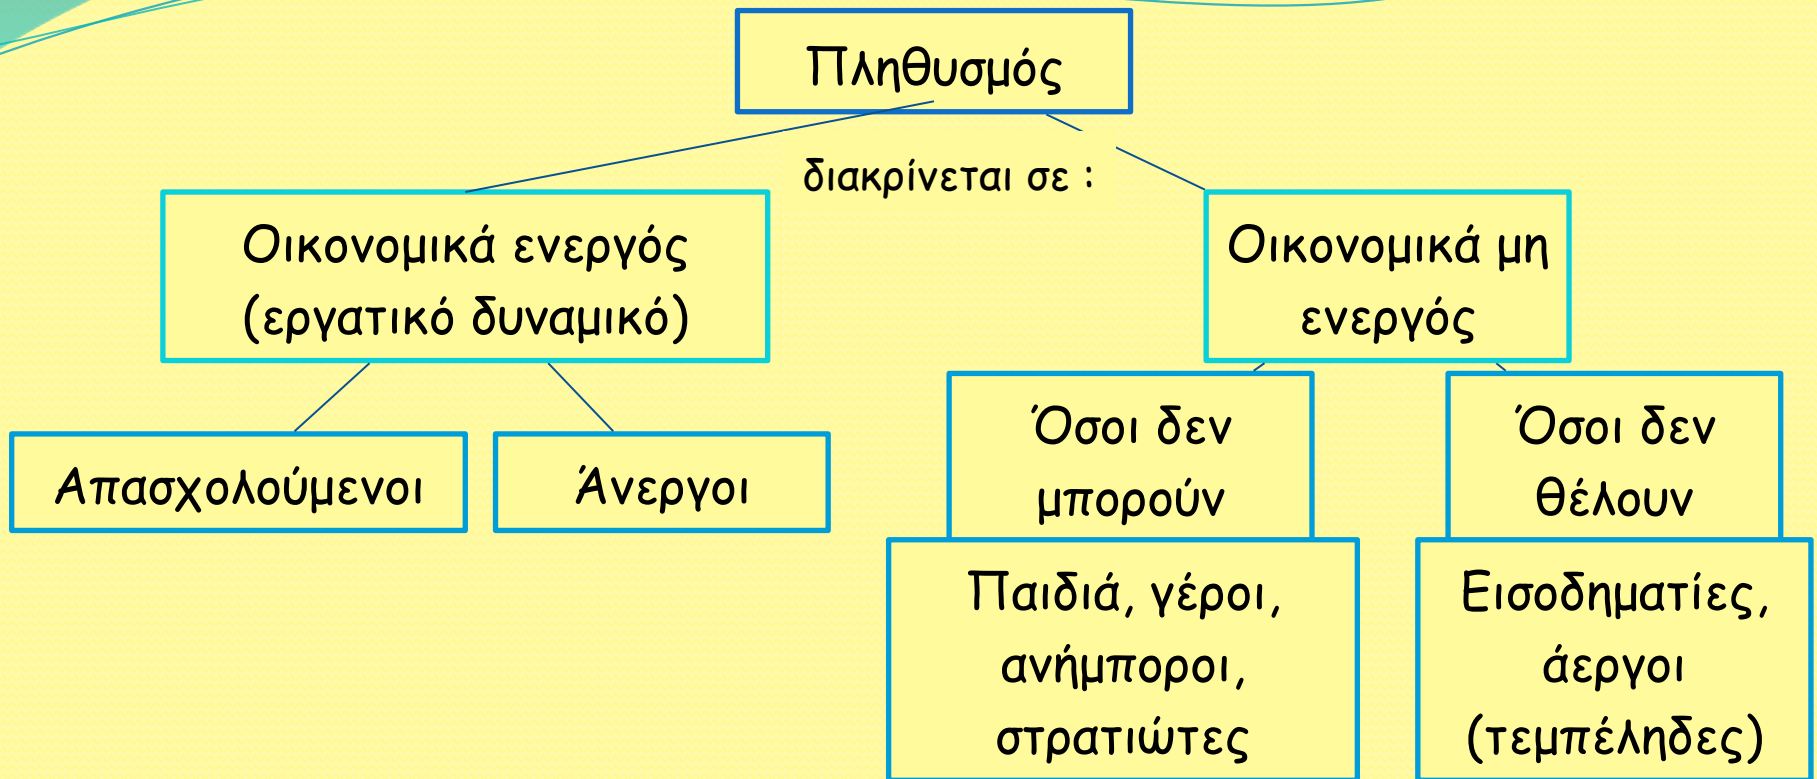 Πληθυσμός
διακρίνεται σε :
Οικονομικά ενεργός
(εργατικό δυναμικό)
Οικονομικά μη
ενεργός
Απασχολούμενοι
Άνεργοι
Όσοι δεν
μπορούν
Όσοι δεν
θέλουν
Παιδιά, γέροι,
ανήμποροι,
στρατιώτες
Εισοδηματίες,
άεργοι
(τεμπέληδες)